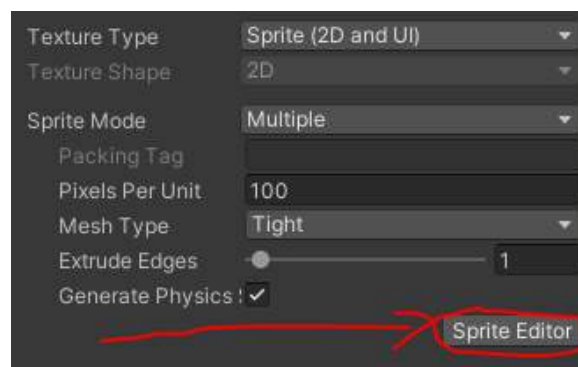 Texture Type Sprite (2D and UI)
Texture Shape 2D
Sprite Mode Multiple
Packing Tag
Pixels Per Unit 100
Mesh Type Tight
Extrude Edges 1
Generate Physics
Sprite Editor